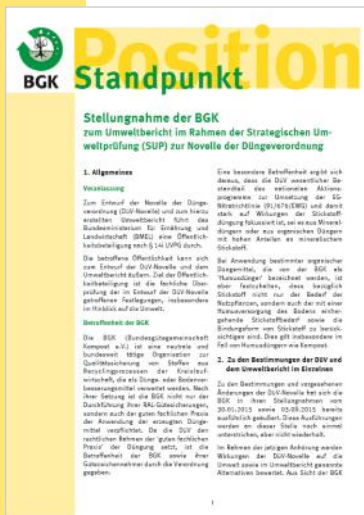 Position
BGK
Standpunkt
Stellungnahme der BGK
zum Umweltbericht im Rahmen der Strategischen Um-
weltprüfung (SUP) zur Novelle der Düngeverordnung
1. Allgemeines
Veranlassung
Zum Entwurf der Novelle der Dünge-
verordnung (DüV-Novelle) und zum hierzu
erstellten Umweltbericht führt das
Bundesministerium für Ernährung und
Landwirtschaft (BMEL) eine Öffentlich-
keitsbeteiligung nach § 14i UVPG durch.
Die betroffene Öffentlichkeit kann sich
zum Entwurf der DüV-Novelle und dem
Umweltbericht äußern. Ziel der Öffentlich-
keitsbeteiligung ist die fachliche Über-
prüfung der im Entwurf der DüV-Novelle
getroffenen Festlegungen, insbesondere
im Hinblick auf die Umwelt.
Betroffenheit der BGK
Die BGK (Bundesgütegemeinschaft
Kompost e.V.) ist eine neutrale und
bundesweit tätige Organisation zur
Qualitätssicherung von Stoffen aus
Recyclingprozessen der Kreislauf-
wirtschaft, die als Dünge- oder Bodenver-
besserungsmittel verwertet werden. Nach
ihrer Satzung ist die BGK nicht nur der
Durchführung ihrer RAL-Gütesicherungen,
sondern auch der guten fachlichen Praxis
der Anwendung der erzeugten Dünge-
mittel verpflichtet. Da die DüV den
rechtlichen Rahmen der 'guten fachlichen
Praxis' der Düngung setzt, ist die
Betroffenheit der BGK sowie ihrer
Gütezeichennehmer durch die Verordnung
gegeben.
Eine besondere Betroffenheit ergibt sich
daraus, dass die DüV wesentlicher Be-
standteil des nationalen Aktions-
programms zur Umsetzung der EG-
Nitratrichtlinie (91/676/EWG) und damit
stark auf Wirkungen der Stickstoff-
düngung fokussiert ist, sei es aus Mineral-
düngern oder aus organischen Düngern
mit hohen Anteilen an mineralischem
Stickstoff.
Bei Anwendung bestimmter organischer
Düngemittel, die von der BGK als
'Humusdünger' bezeichnet werden, ist
aber festzuhalten, dass bezüglich
Stickstoff nicht nur der Bedarf der
Nutzpflanzen, sondern auch der mit einer
Humusversorgung des Bodens einher-
gehende Stickstoffbedarf sowie die
Bindungsform von Stickstoff zu berück-
sichtigen sind. Dies gilt insbesondere im
Fall von Humusdüngern wie Kompost.
2. Zu den Bestimmungen der DüV und
dem Umweltbericht im Einzelnen
Zu den Bestimmungen und vorgesehenen
Änderungen der DüV-Novelle hat sich die
BGK in ihren Stellungnahmen vom
30.01.2015 sowie 03.09.2015 bereits
ausführlich geäußert. Diese Ausführungen
werden an dieser Stelle noch einmal
unterstrichen, aber nicht wiederholt.
Im Rahmen der jetzigen Anhörung werden
Wirkungen der DüV-Novelle auf die
Umwelt sowie im Umweltbericht genannte
Alternativen bewertet. Aus Sicht der BGK
1